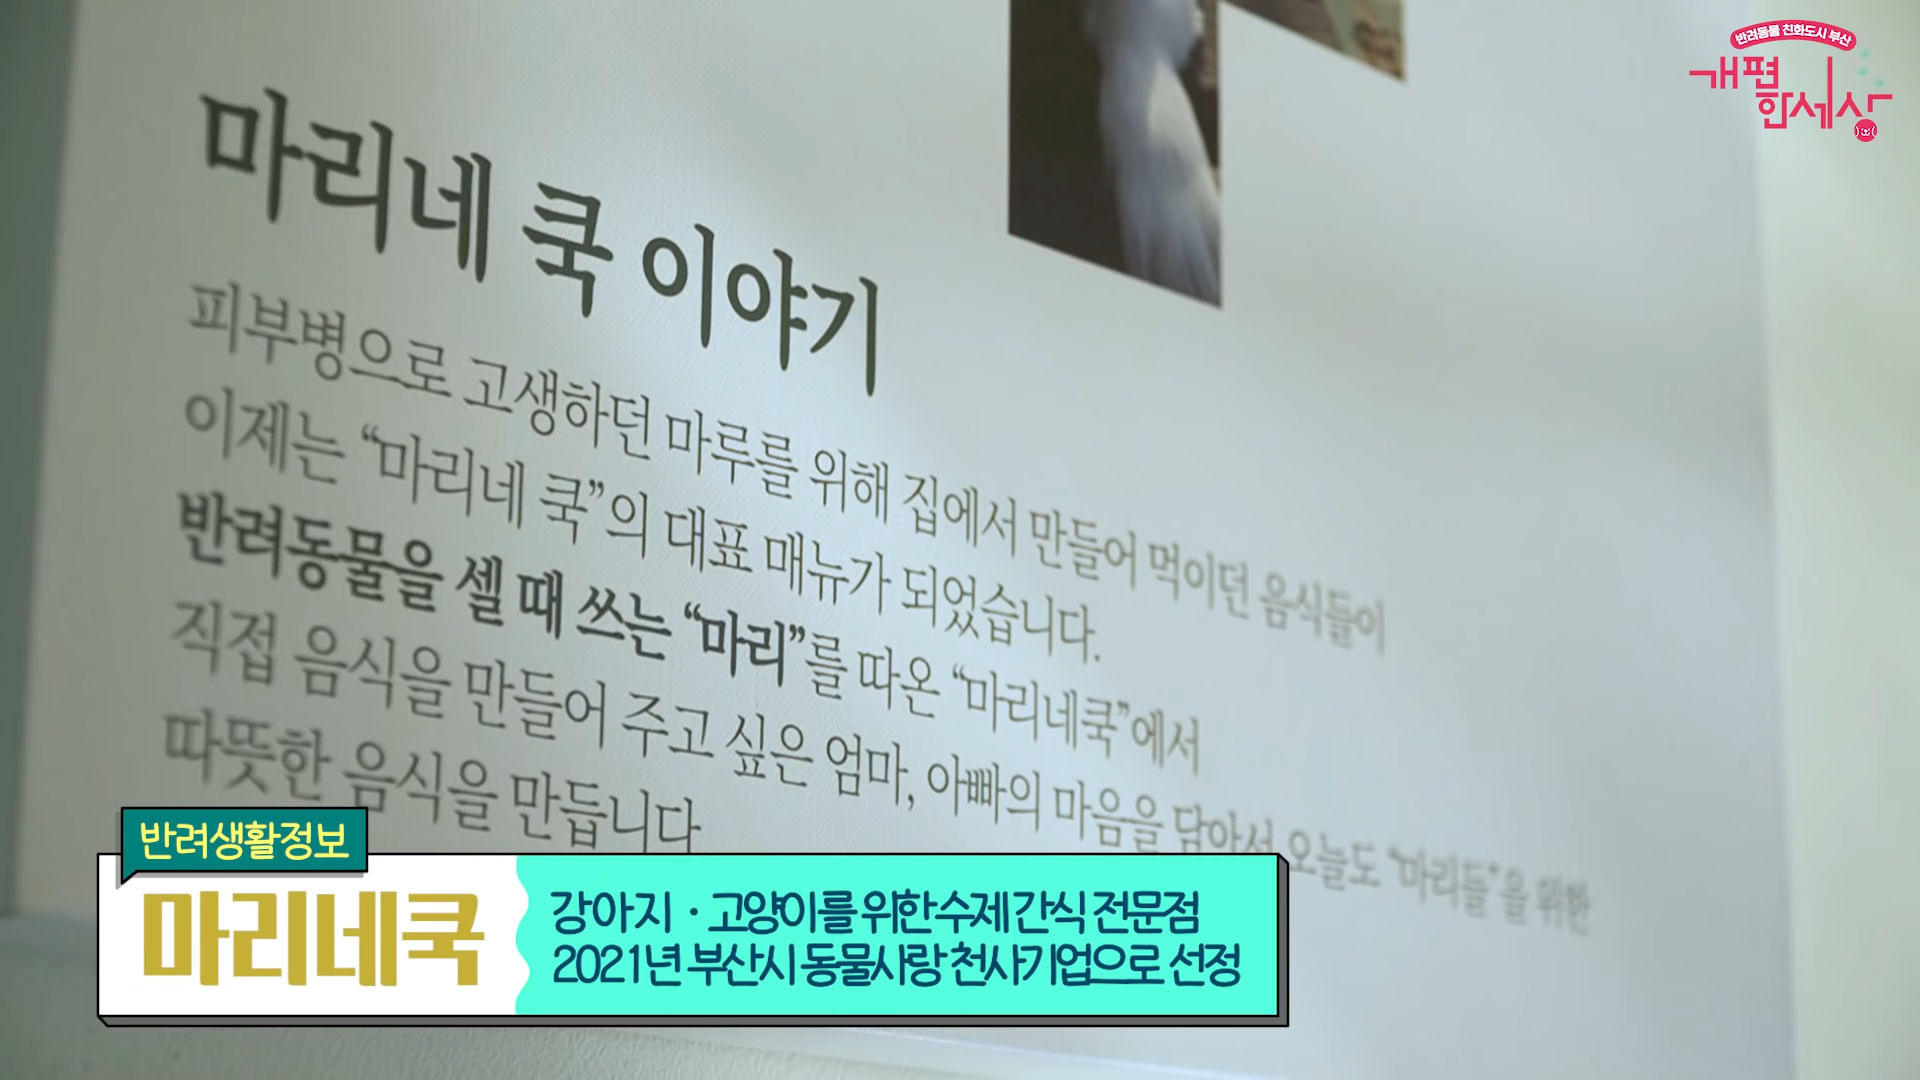 반려동물 친화도시 부산
개편한세상
마리네 쿡 이야기
피부병으로 고생하던 마루를 위해 집에서 만들어 먹이던 음식들이
이제는 “마리네 쿡”의 대표 매뉴가 되었습니다.
반려동물을 셀 때 쓰는 “마리”를 따온 “마리네쿡”에서
직접 음식을 만들어 주고 싶은 엄마, 아빠의 마음을 담아서 오늘도 “마리들”을 위한
따뜻한 음식을 만듭니다
반려생활정보
마리네쿡
강아지 · 고양이를 위한 수제 간식 전문점
2021년 부산시 동물사랑 천사기업으로 선정